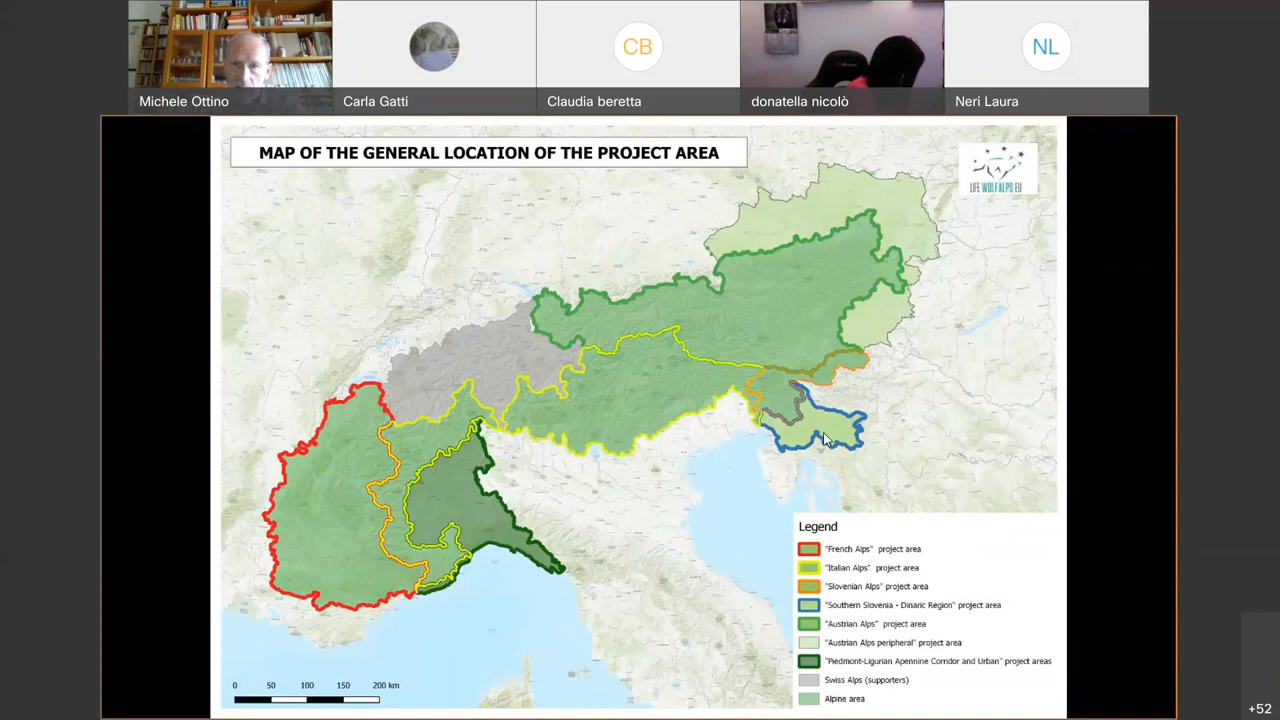 CB
NL
Michele Ottino
Carla Gatti
Claudia beretta
donatella nicolò
Neri Laura
MAP OF THE GENERAL LOCATION OF THE PROJECT AREA
LIFE WOLFALPS EU
Legend
"French Alps" project area
"Italian Alps" project area
"Slovenian Alps" project area
"Southern Slovenia - Dinaric Region" project area
"Austrian Alps" project area
"Austrian Alps peripheral" project area
"Piedmont-Ligurian Apennine Corridor and Urban" project areas
Swiss Alps (supporters)
Alpine area
0 50 100 150 200 km
+52